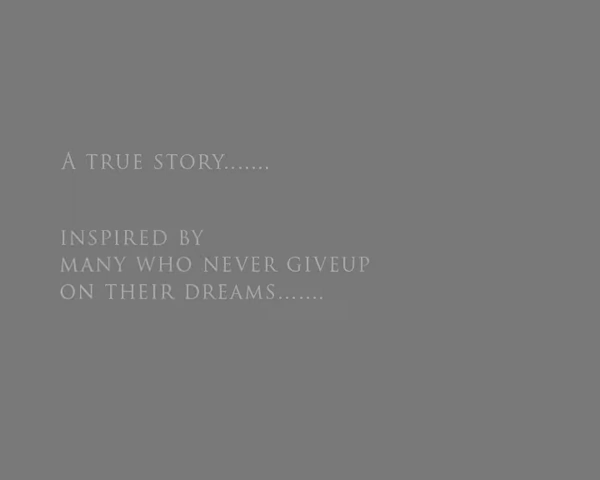 A TRUE STORY.......
INSPIRED BY
MANY WHO NEVER GIVEUP
ON THEIR DREAMS.......